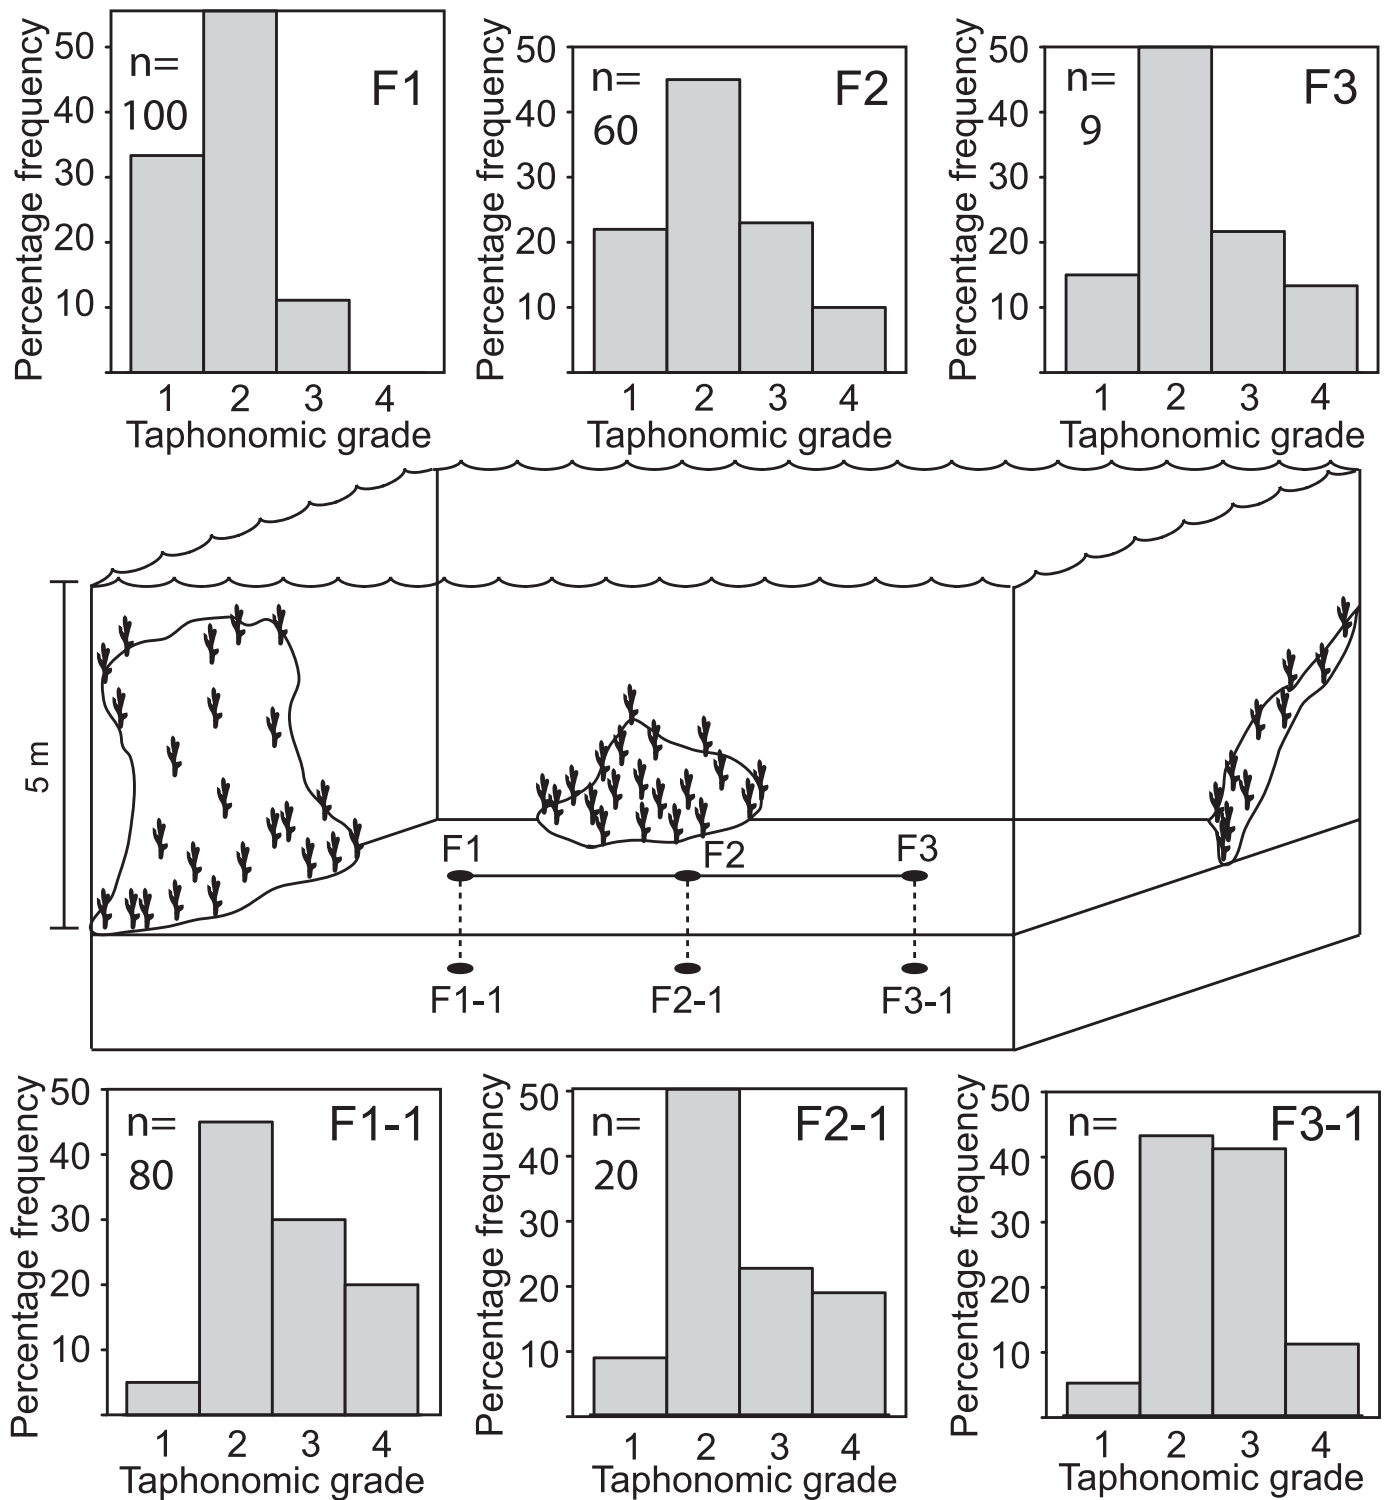 Percentage frequency
50
40
30
20
10
n=
100
F1
1 2 3 4
Taphonomic grade
Percentage frequency
50
40
30
20
10
n=
60
F2
1 2 3 4
Taphonomic grade
Percentage frequency
50
40
30
20
10
n=
9
F3
1 2 3 4
Taphonomic grade
5 m
F1 F2 F3
F1-1 F2-1 F3-1
Percentage frequency
50
40
30
20
10
n=
80
F1-1
1 2 3 4
Taphonomic grade
Percentage frequency
50
40
30
20
10
n=
20
F2-1
1 2 3 4
Taphonomic grade
Percentage frequency
50
40
30
20
10
n=
60
F3-1
1 2 3 4
Taphonomic grade